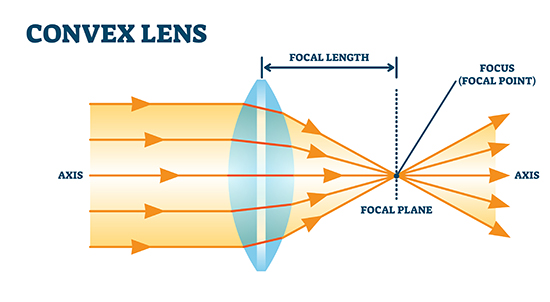 CONVEX LENS
FOCAL LENGTH
FOCUS
(FOCAL POINT)
AXIS
AXIS
FOCAL PLANE